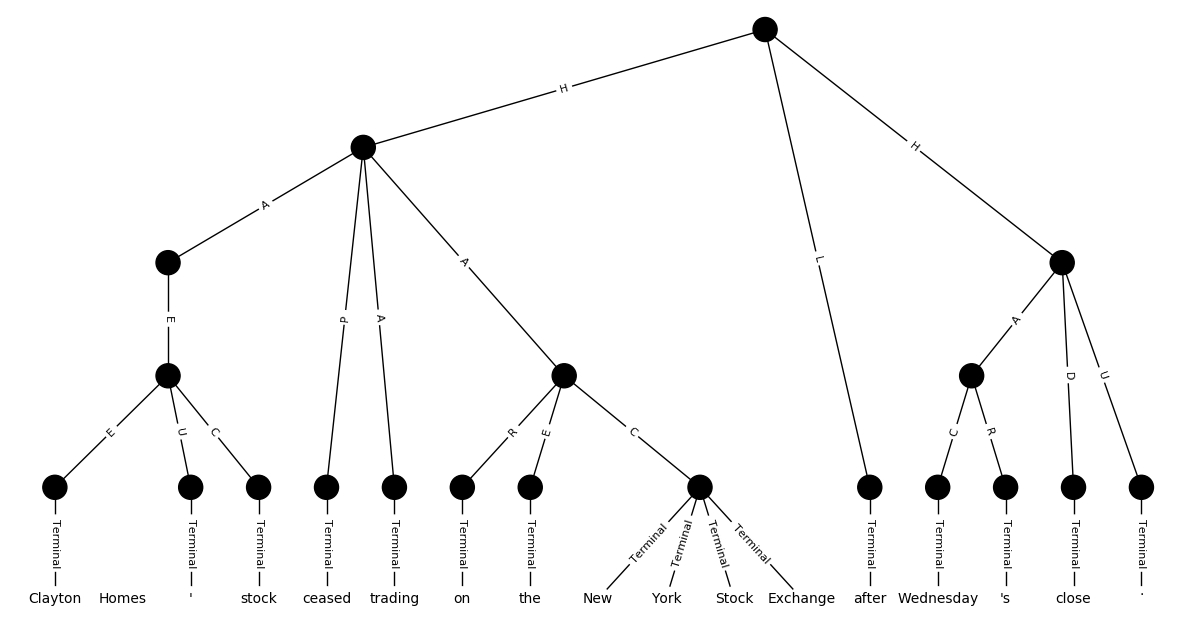 H
A H
A L
E P A A D U
E U C R E C C R
Terminal Terminal Terminal Terminal Terminal Terminal Terminal Terminal Terminal Terminal Terminal Terminal Terminal Terminal Terminal Terminal
Clayton Homes ' stock ceased trading on the New York Stock Exchange after Wednesday 's close .